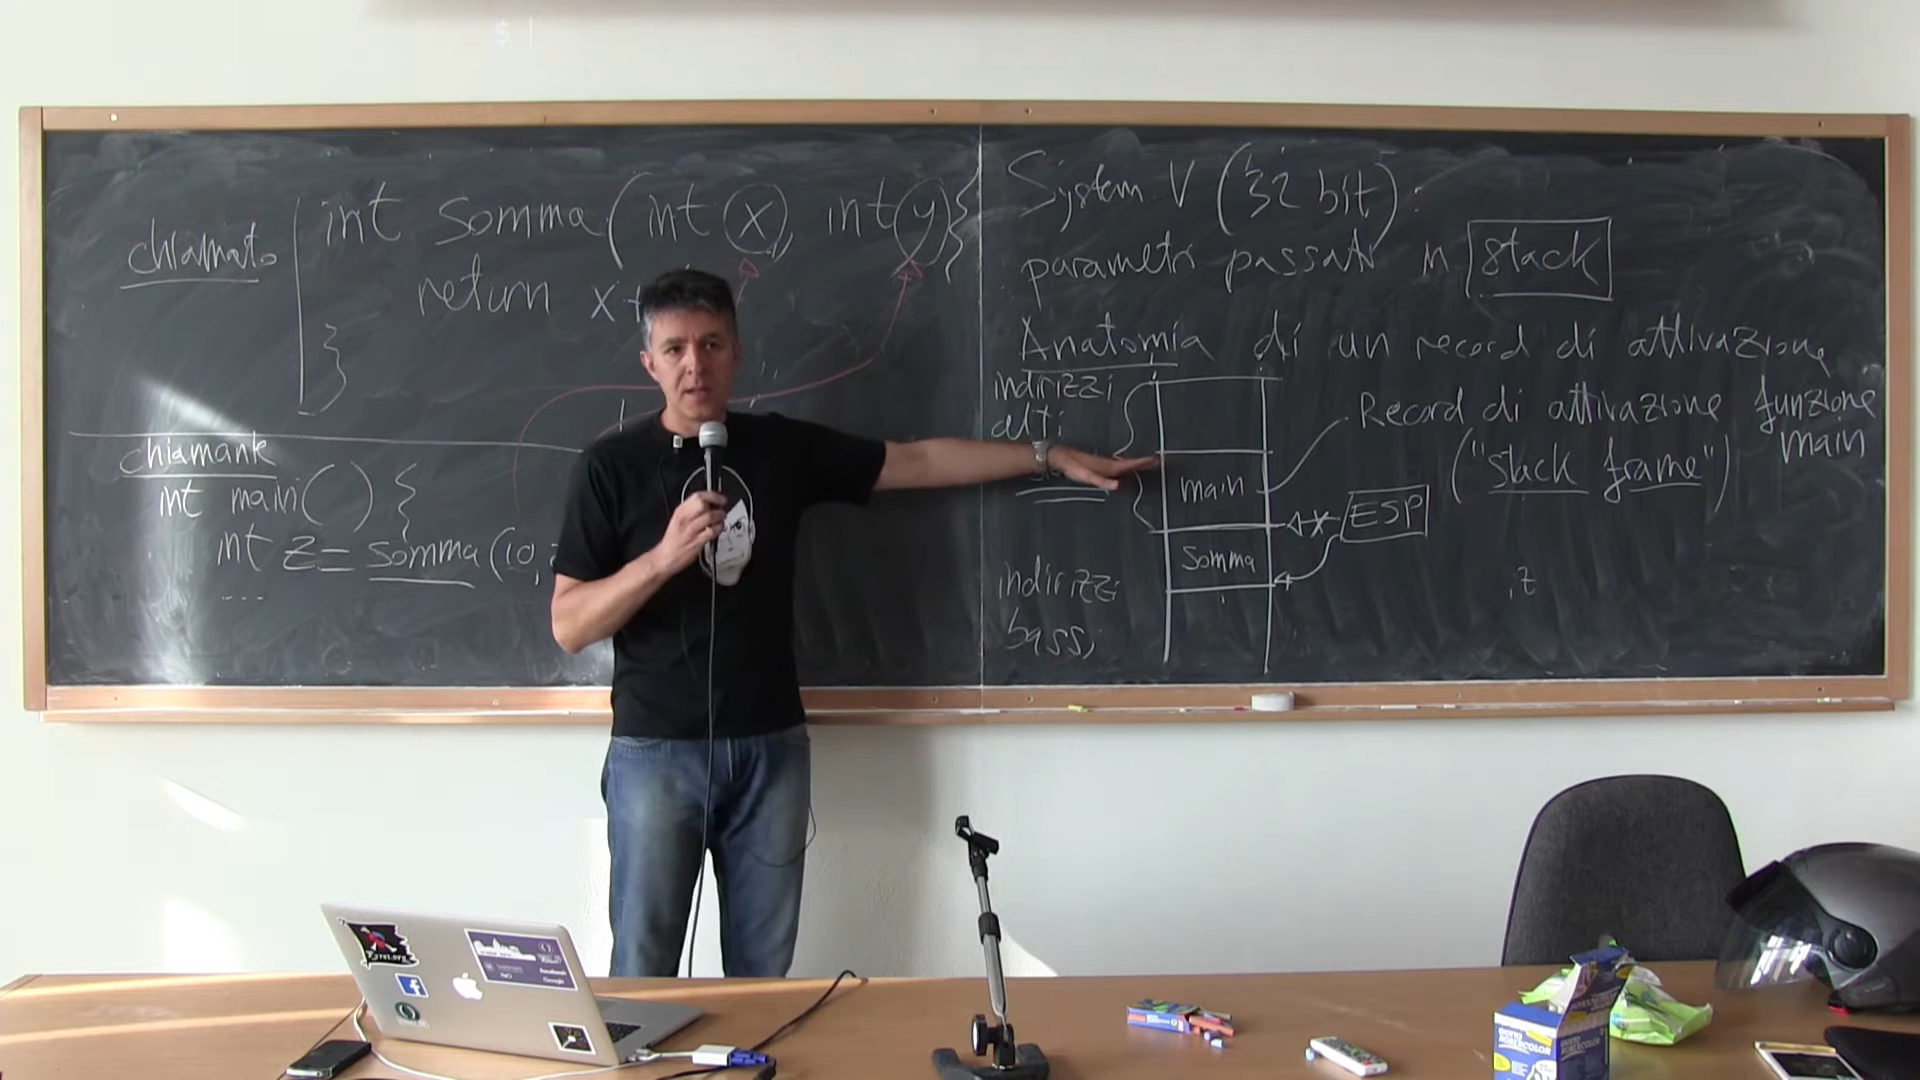 $
chiamato
int somma(int x, int y){
return x+
}
chiamante
int main() {
int z = somma(10,
....
System V (32 bit):
parametri passati in stack
Anatomia di un record di attivazione
indirizzi
alti
Record di attivazione funzione
main
("stack frame")
main
ESP
somma
indirizzi
bassi
z
facebook
Google